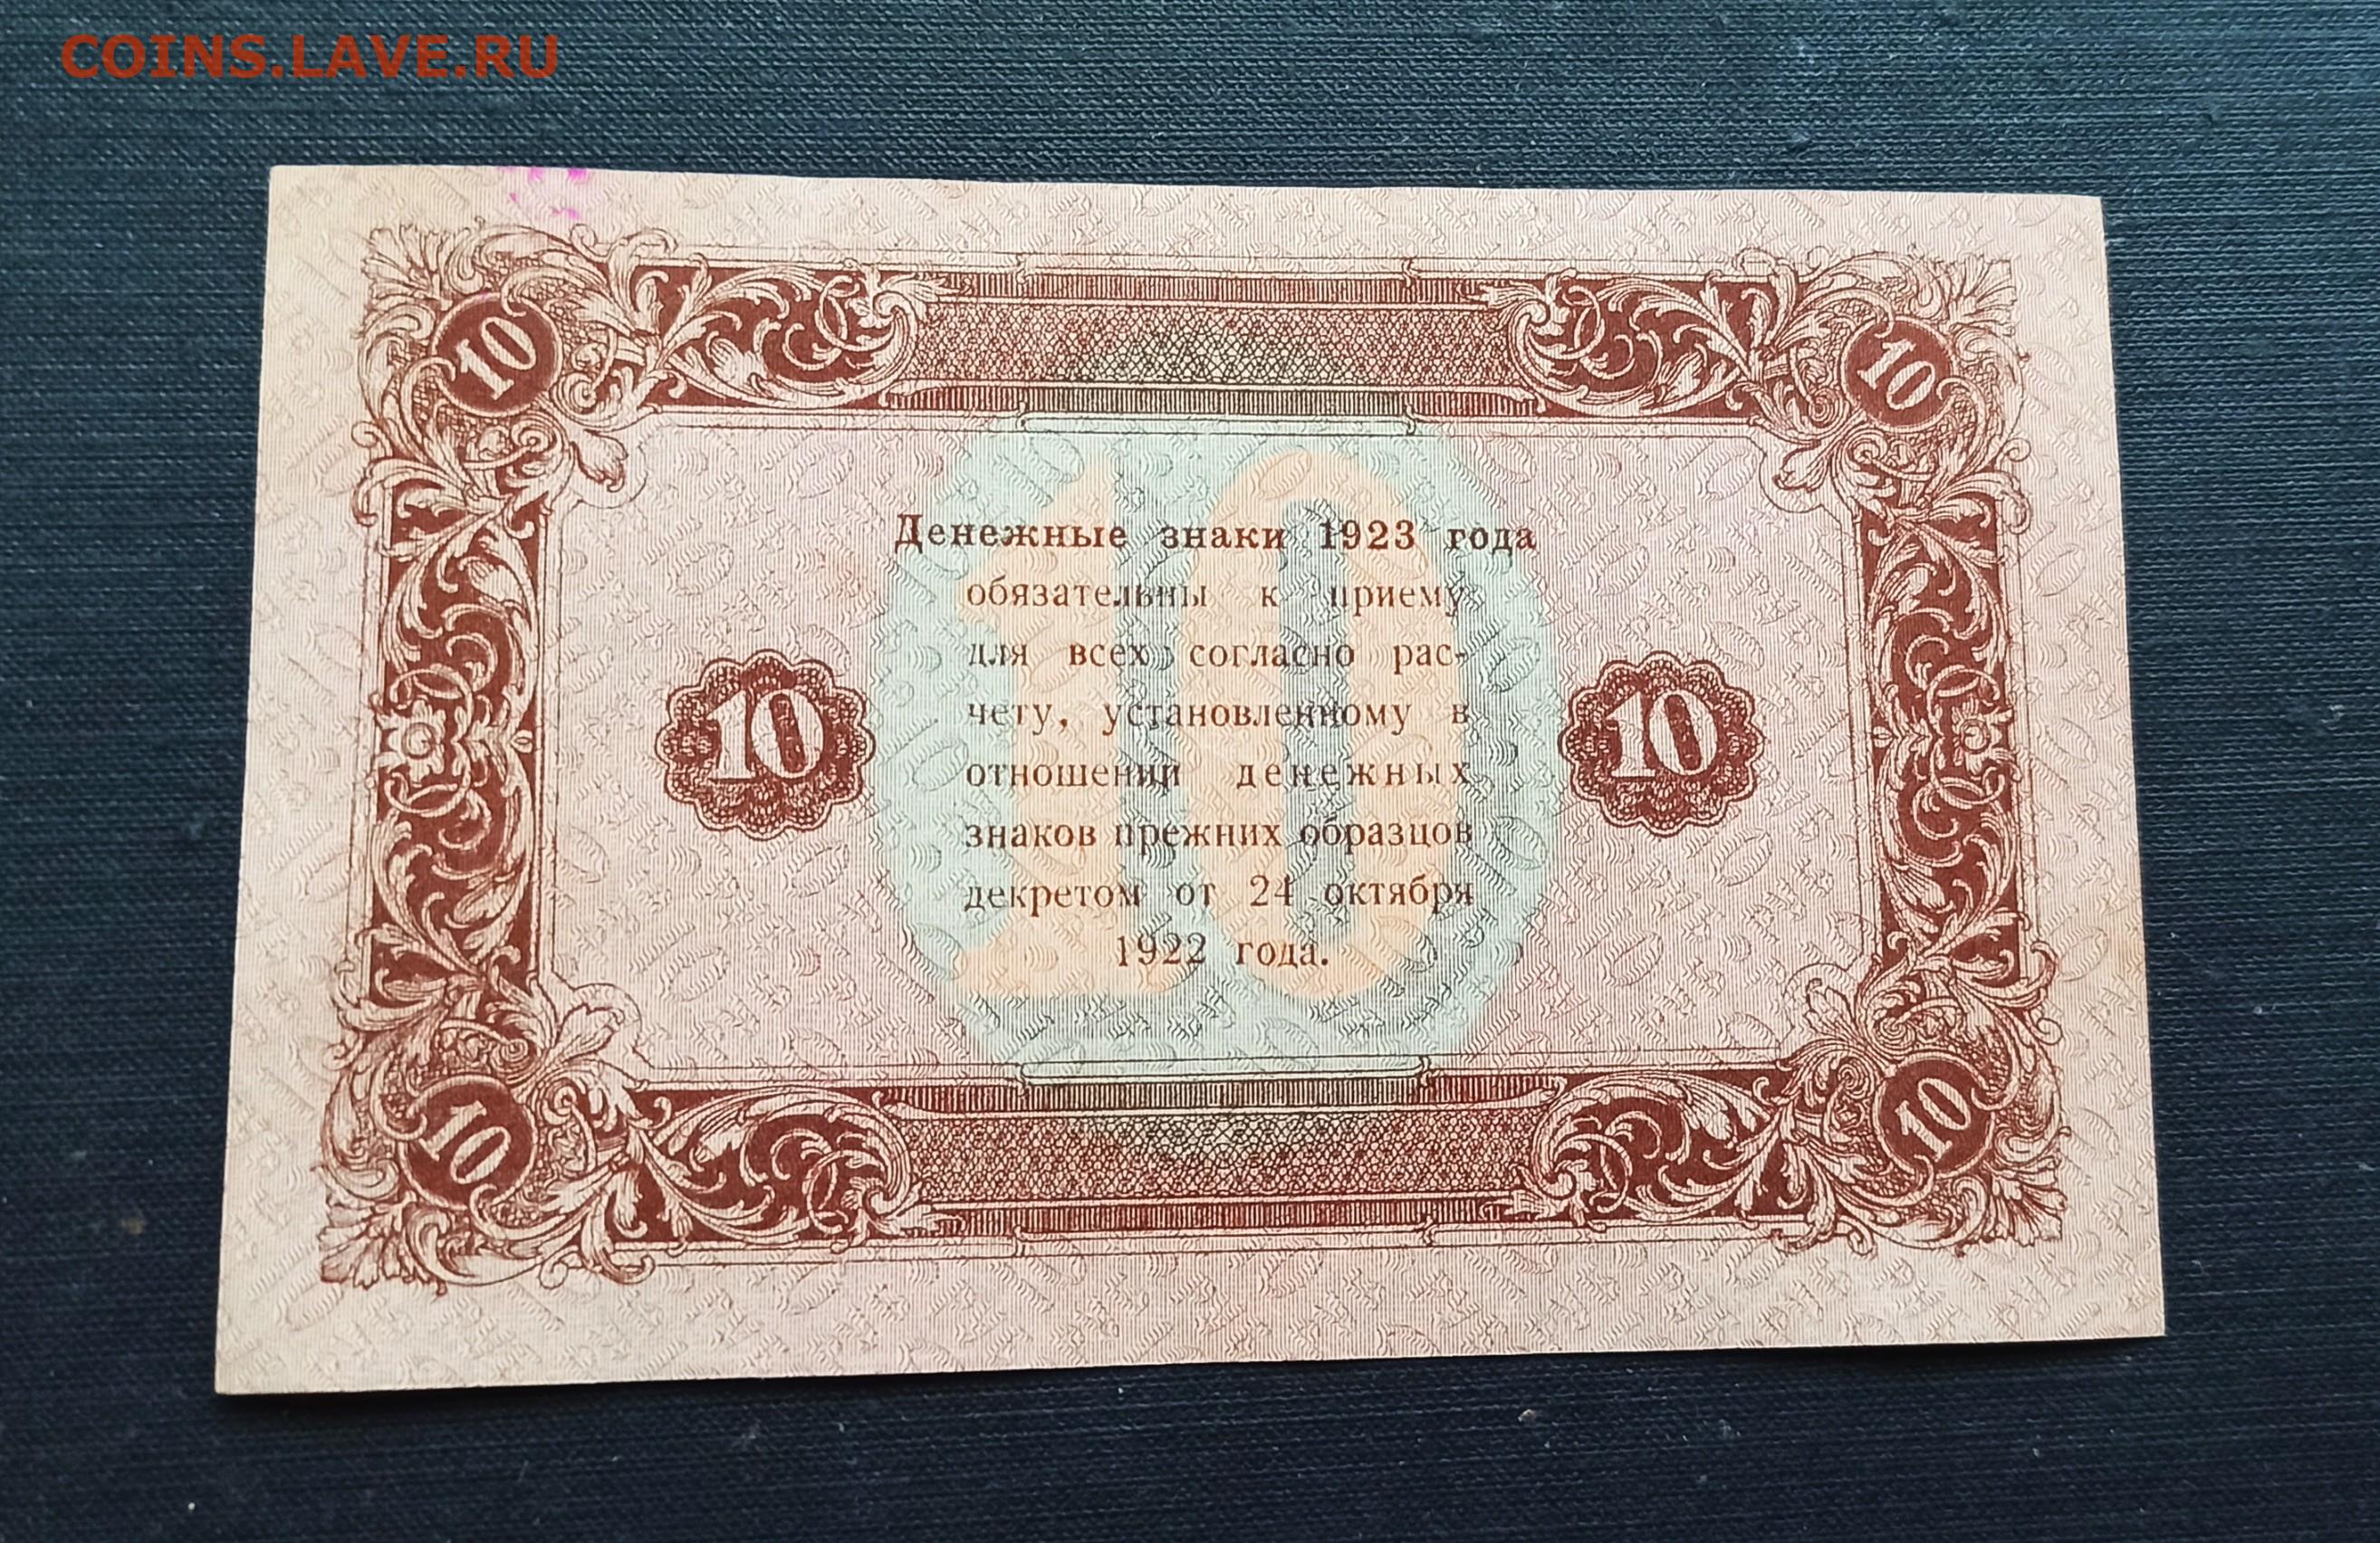 COINS.LAVE.RU
10 10
Денежные знаки 1923 года
обязательны к приему
для всех согласно рас-
чету, установленному в
отношении денежных
знаков прежних образцов
декретом от 24 октября
1922 года.
10
10 10
10 10